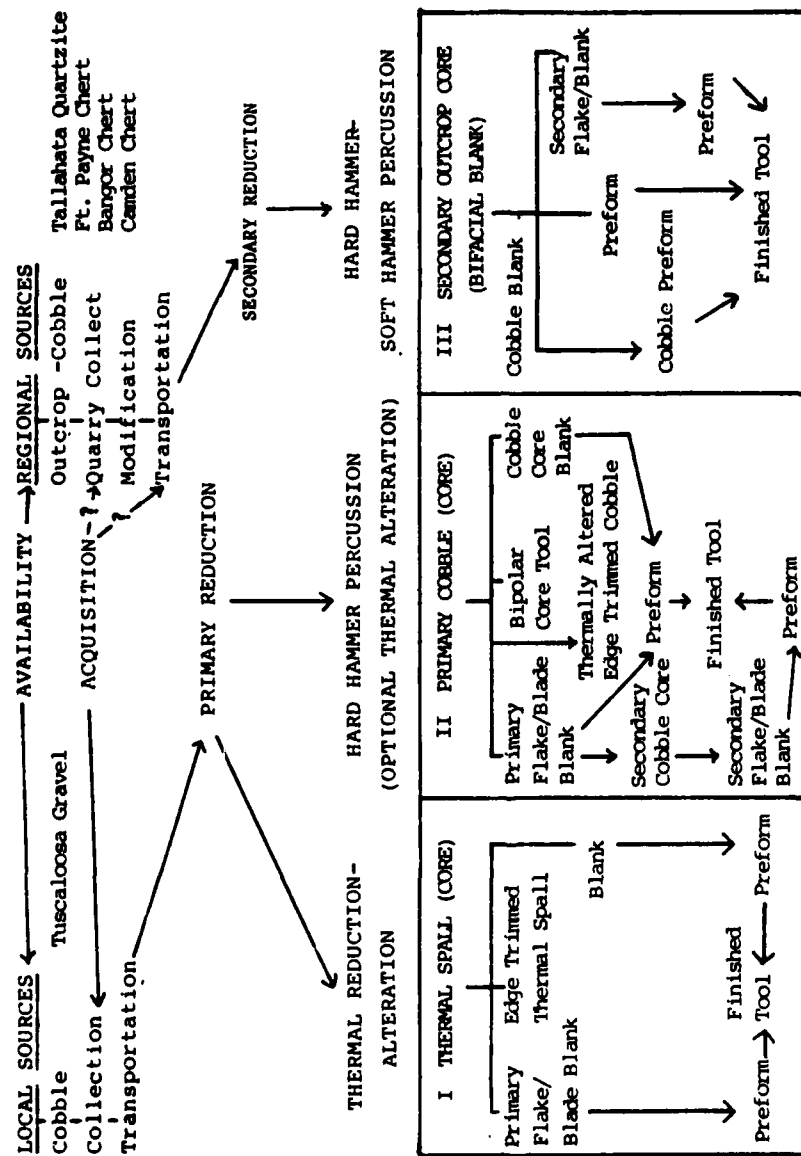 LOCAL SOURCES ← AVAILABILITY → REGIONAL SOURCES
Cobble
Tuscaloosa Gravel
Outcrop -Cobble
Tallahata Quartzite
Ft. Payne Chert
Bangor Chert
Camden Chert
Collection
ACQUISITION - ? → Quarry Collect
?
Modification
Transportation
Transportation
PRIMARY REDUCTION
SECONDARY REDUCTION
THERMAL REDUCTION-
ALTERATION
HARD HAMMER PERCUSSION
(OPTIONAL THERMAL ALTERATION)
HARD HAMMER-
SOFT HAMMER PERCUSSION
I THERMAL SPALL (CORE)
Primary
Flake/
Blade Blank
Edge Trimmed
Thermal Spall
Blank
Finished
Preform → Tool ← Preform
II PRIMARY COBBLE (CORE)
Primary
Flake/Blade
Blank
Bipolar
Core Tool
Cobble
Core
Blank
Thermally Altered
Edge Trimmed Cobble
Secondary
Cobble Core
Preform
Finished Tool
Secondary
Flake/Blade
Blank
Preform
III SECONDARY OUTCROP CORE
(BIFACIAL BLANK)
Cobble Blank
Secondary
Flake/Blank
Preform
Cobble Preform
Preform
Finished Tool